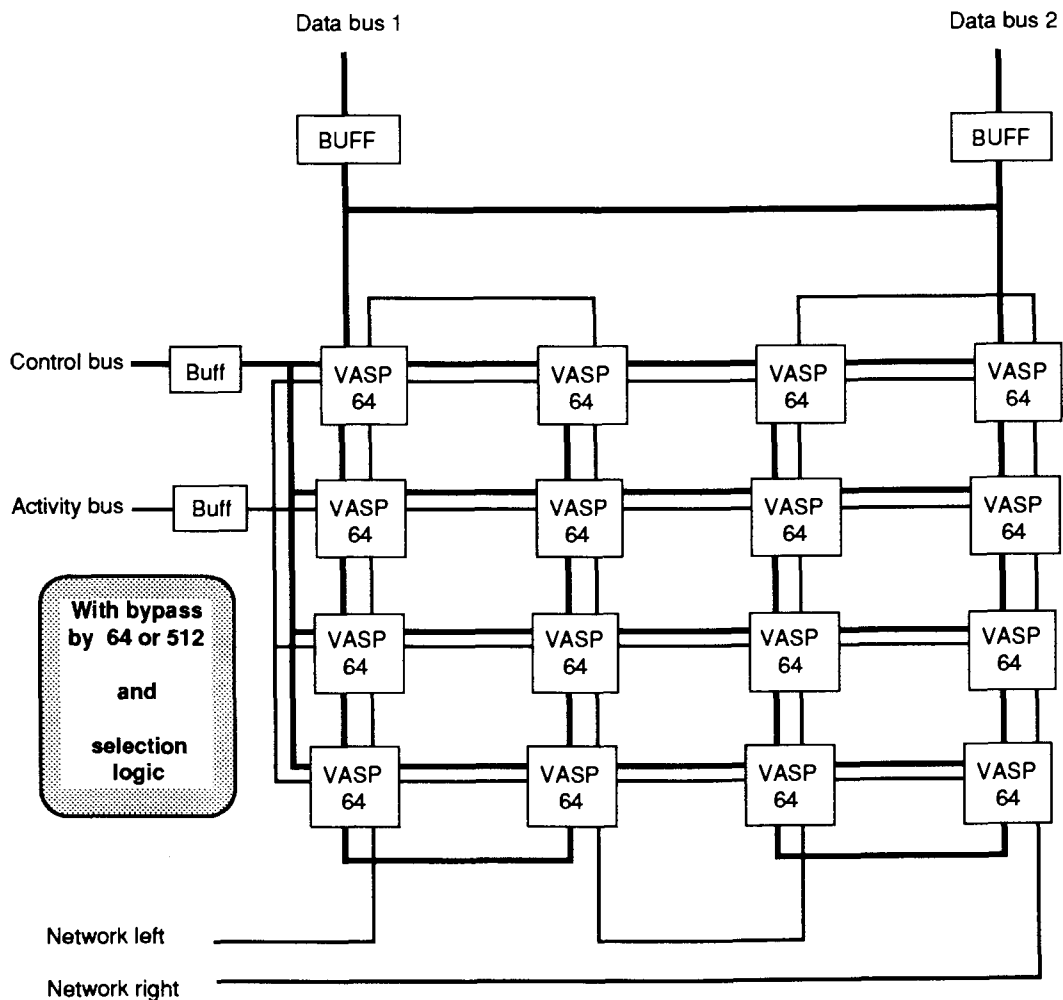 Data bus 1
Data bus 2
BUFF
BUFF
Control bus
Buff
VASP
64
VASP
64
VASP
64
VASP
64
Activity bus
Buff
VASP
64
VASP
64
VASP
64
VASP
64
With bypass
by 64 or 512
and
selection
logic
VASP
64
VASP
64
VASP
64
VASP
64
VASP
64
VASP
64
VASP
64
VASP
64
Network left
Network right